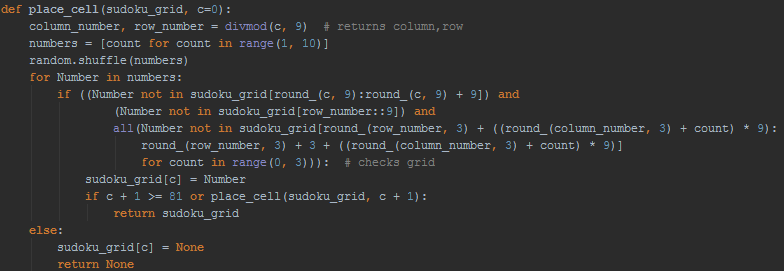 def place_cell(sudoku_grid, c=0):
    column_number, row_number = divmod(c, 9)  # returns column,row
    numbers = [count for count in range(1, 10)]
    random.shuffle(numbers)
    for Number in numbers:
        if ((Number not in sudoku_grid[round_(c, 9):round_(c, 9) + 9]) and
                (Number not in sudoku_grid[row_number::9]) and
                all(Number not in sudoku_grid[round_(row_number, 3) + ((round_(column_number, 3) + count) * 9):
                    round_(row_number, 3) + 3 + ((round_(column_number, 3) + count) * 9)]
                    for count in range(0, 3))):  # checks grid
            sudoku_grid[c] = Number
            if c + 1 >= 81 or place_cell(sudoku_grid, c + 1):
                return sudoku_grid
    else:
        sudoku_grid[c] = None
        return None